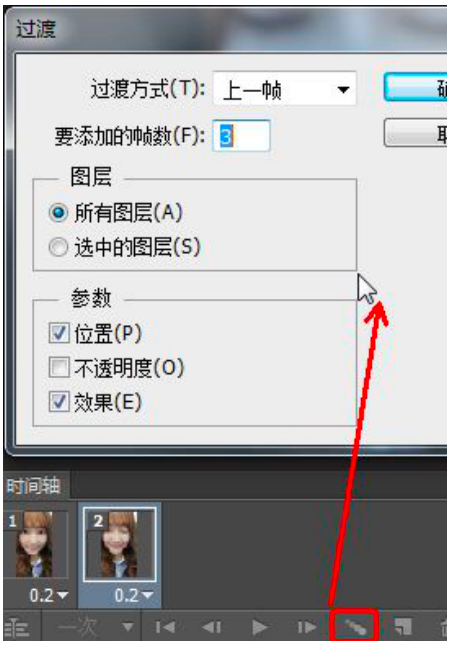 过渡
过渡方式(T): 上一帧
要添加的帧数(F): 3
图层
所有图层(A)
选中的图层(S)
参数
位置(P)
不透明度(O)
效果(E)
时间轴
1 2
0.2 0.2
一次